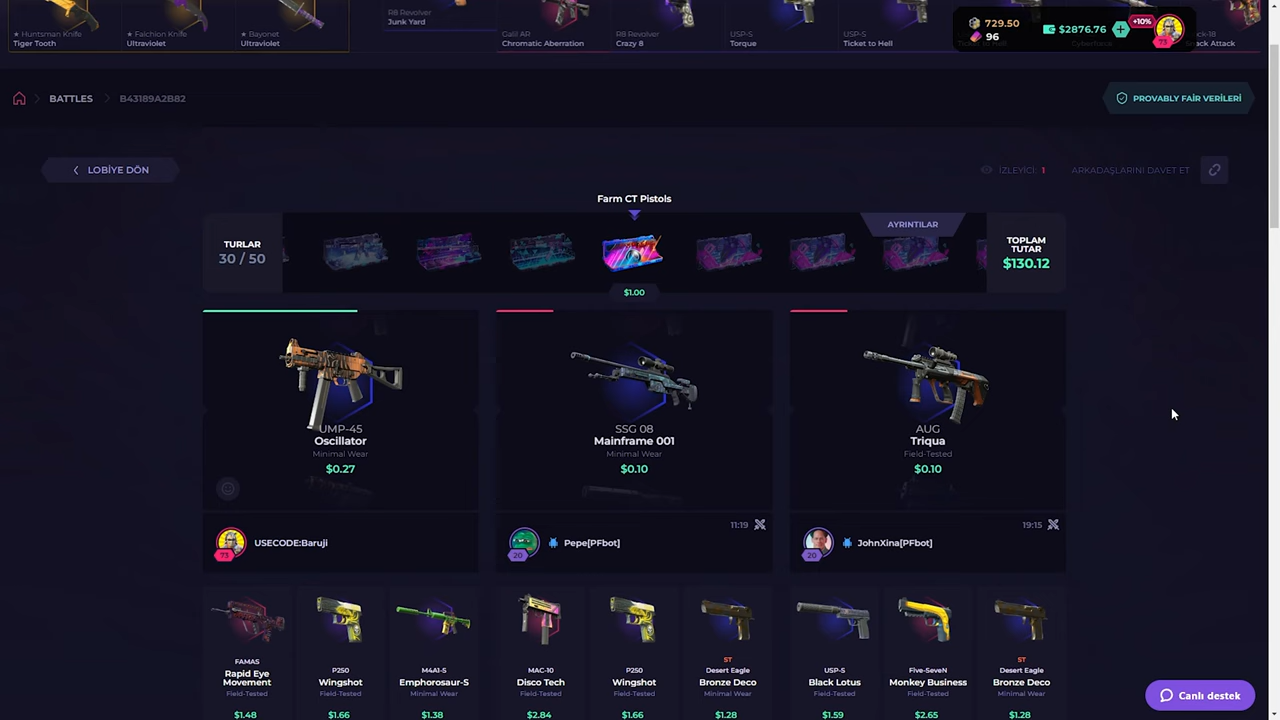 ★ Huntsman Knife
Tiger Tooth
★ Falchion Knife
Ultraviolet
★ Bayonet
Ultraviolet
R8 Revolver
Junk Yard
Galil AR
Chromatic Aberration
R8 Revolver
Crazy 8
USP-S
Torque
USP-S
Ticket to Hell
729.50
96
$2876.76
+10%
73
BATTLES
B43189A2B82
PROVABLY FAIR VERİLERİ
LOBİYE DÖN
İZLEYİCİ: 1
ARKADAŞLARINI DAVET ET
Farm CT Pistols
TURLAR
30 / 50
AYRINTILAR
TOPLAM
TUTAR
$130.12
$1.00
UMP-45
Oscillator
Minimal Wear
$0.27
SSG 08
Mainframe 001
Minimal Wear
$0.10
AUG
Triqua
Field-Tested
$0.10
73
USECODE:Baruji
11:19
20
Pepe[PFbot]
19:15
20
JohnXina[PFbot]
FAMAS
Rapid Eye
Movement
Field-Tested
$1.48
P250
Wingshot
Field-Tested
$1.66
M4A1-S
Emphorosaur-S
Minimal Wear
$1.38
MAC-10
Disco Tech
Field-Tested
$2.84
P250
Wingshot
Field-Tested
$1.66
ST
Desert Eagle
Bronze Deco
Minimal Wear
$1.28
USP-S
Black Lotus
Field-Tested
$1.59
Five-SeveN
Monkey Business
Field-Tested
$2.65
ST
Desert Eagle
Bronze Deco
Minimal Wear
$1.28
Canlı destek